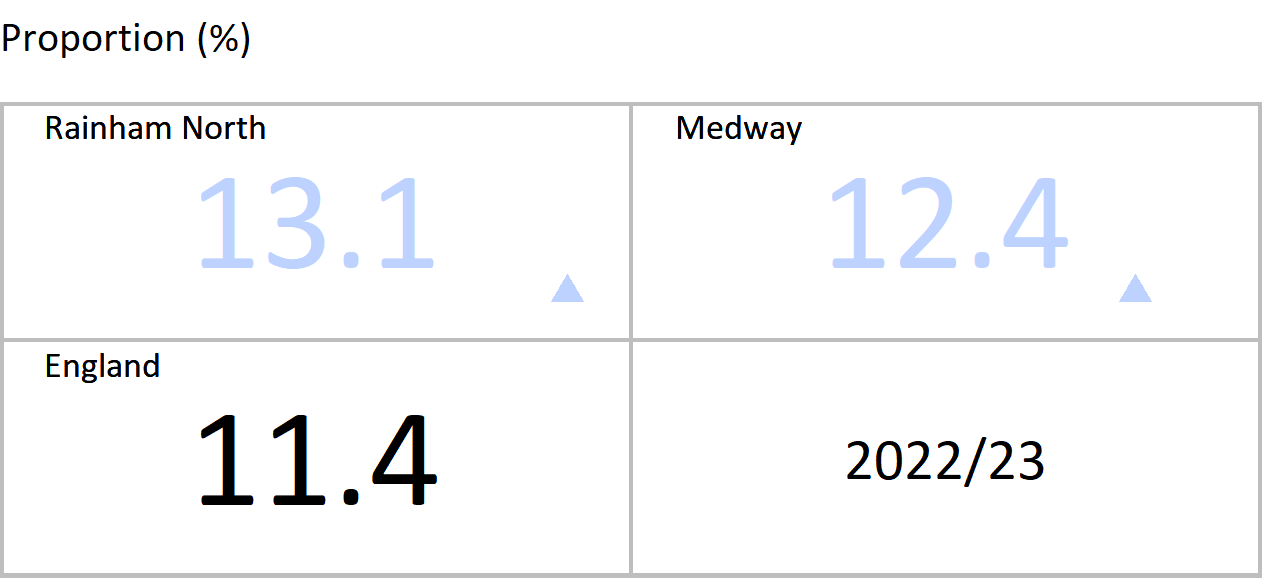 Proportion (%)
Rainham North
13.1
Medway
12.4
England
11.4
2022/23